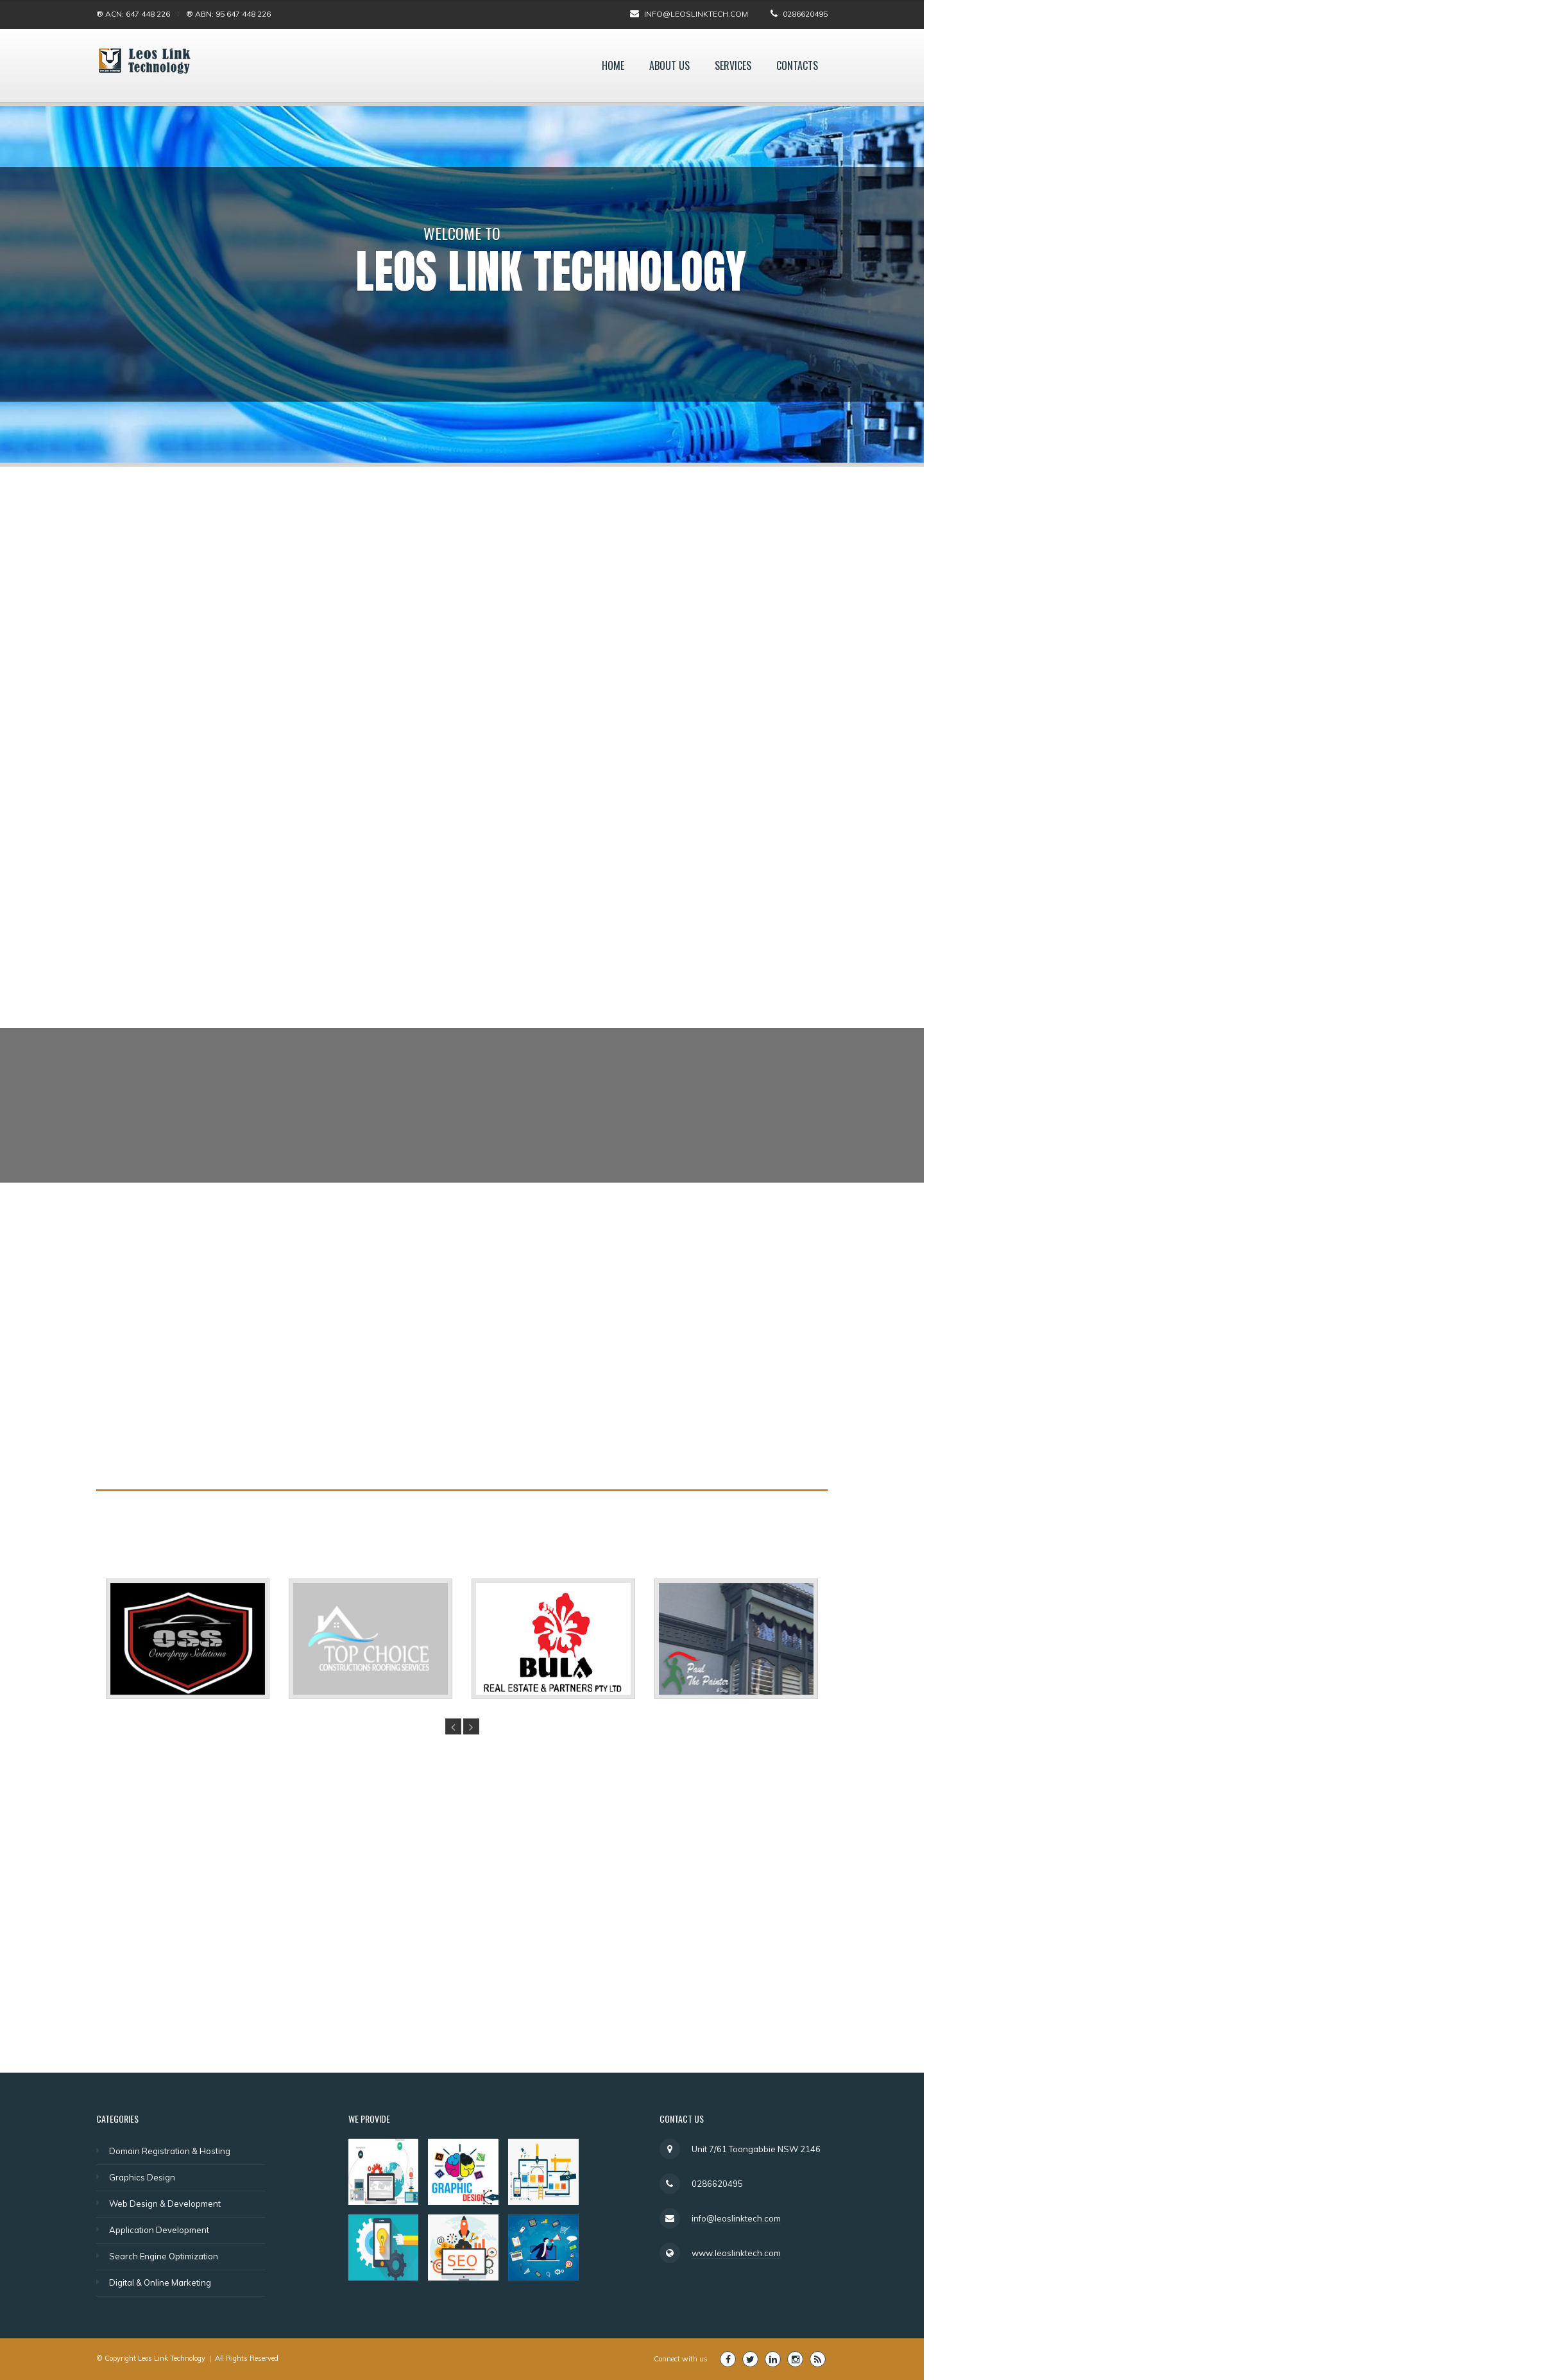 ® ACN: 647 448 226 ® ABN: 95 647 448 226
INFO@LEOSLINKTECH.COM 0286620495
Leos Link
Technology
HOME ABOUT US SERVICES CONTACTS
WELCOME TO
LEOS LINK TECHNOLOGY
OSS
Overspray Solutions
TOP CHOICE
CONSTRUCTIONS ROOFING SERVICES
BULA
REAL ESTATE & PARTNERS PTY LTD
Paul
The Painter
CATEGORIES
Domain Registration & Hosting
Graphics Design
Web Design & Development
Application Development
Search Engine Optimization
Digital & Online Marketing
WE PROVIDE
GRAPHIC
DESIGN
SEO
CONTACT US
Unit 7/61 Toongabbie NSW 2146
0286620495
info@leoslinktech.com
www.leoslinktech.com
© Copyright Leos Link Technology | All Rights Reserved
Connect with us